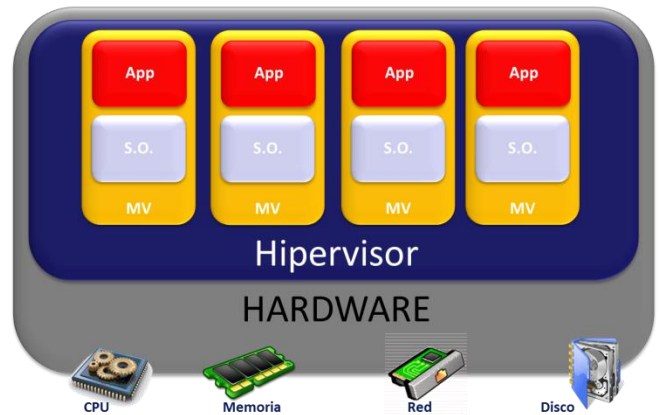 App App App App
S.O. S.O. S.O. S.O.
MV MV MV MV
Hipervisor
HARDWARE
CPU Memoria Red Disco